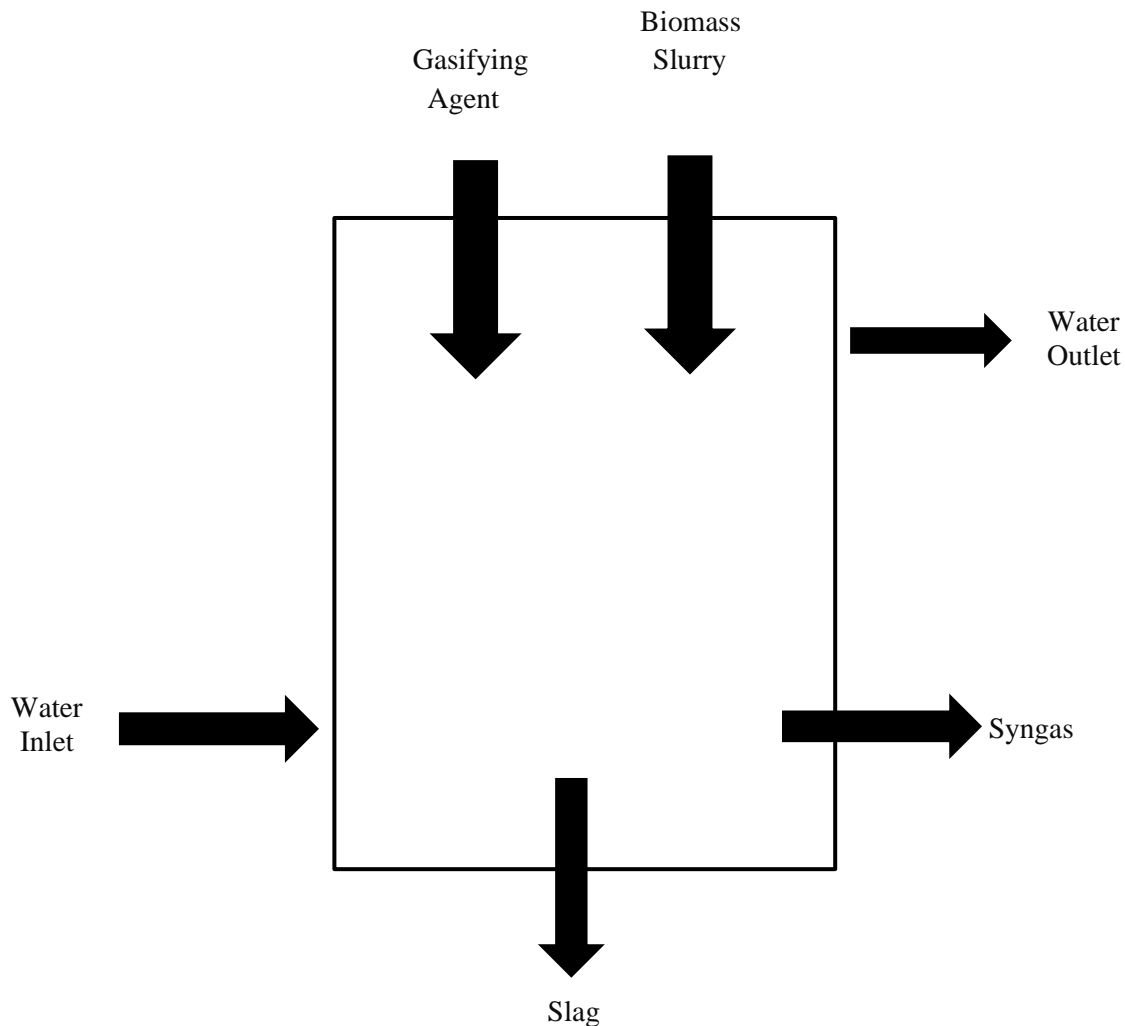 Gasifying
Agent
Biomass
Slurry
Water
Outlet
Water
Inlet
Syngas
Slag